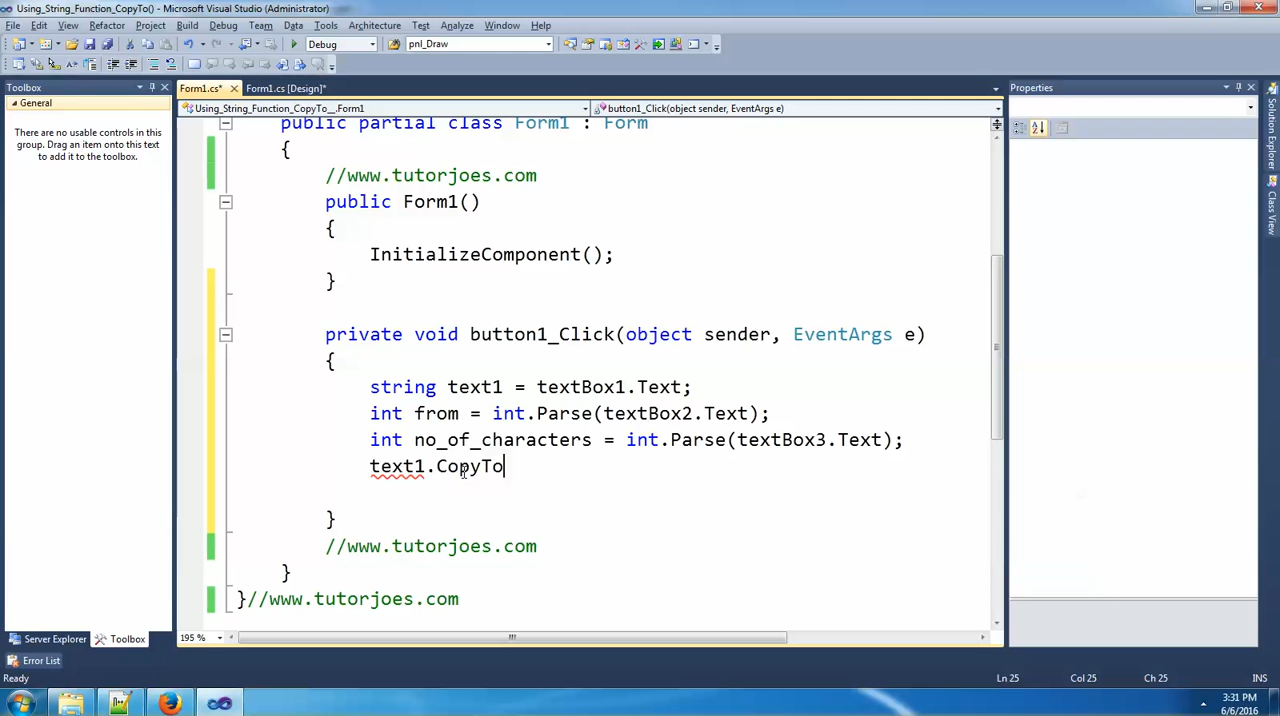 Using_String_Function_CopyTo() - Microsoft Visual Studio (Administrator)
File Edit View Refactor Project Build Debug Team Data Tools Architecture Test Analyze Window Help
Debug pnl_Draw
Toolbox
General
There are no usable controls in this
group. Drag an item onto this text
to add it to the toolbox.
Form1.cs* Form1.cs [Design]*
Using_String_Function_CopyTo__.Form1 button1_Click(object sender, EventArgs e)
public partial class Form1 : Form
{
//www.tutorjoes.com
public Form1()
{
InitializeComponent();
}
private void button1_Click(object sender, EventArgs e)
{
string text1 = textBox1.Text;
int from = int.Parse(textBox2.Text);
int no_of_characters = int.Parse(textBox3.Text);
text1.CopyTo
}
//www.tutorjoes.com
}
}//www.tutorjoes.com
195 %
Properties
Solution Explorer
Class View
Server Explorer Toolbox
Error List
Ready Ln 25 Col 25 Ch 25 INS
3:31 PM
6/6/2016